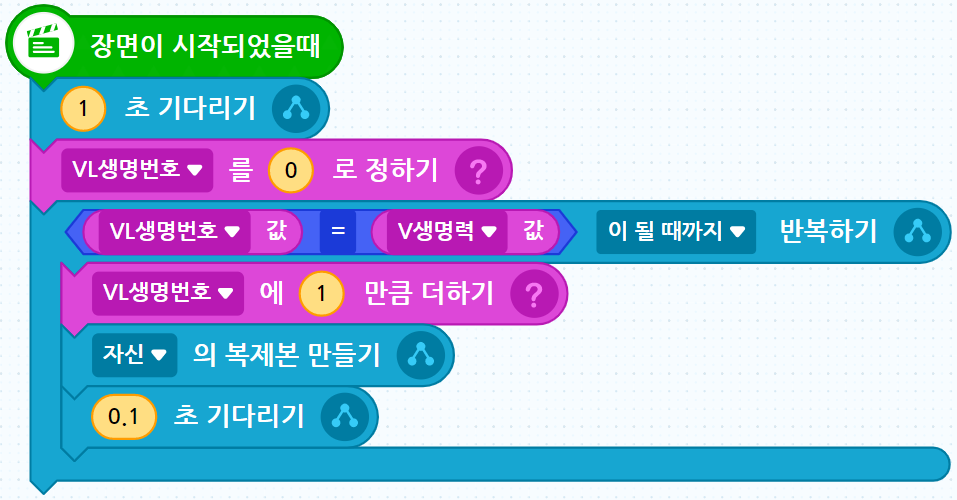 장면이 시작되었을때
1 초 기다리기
VL생명번호 를 0 로 정하기 ?
VL생명번호 값 = V생명력 값 이 될 때까지 반복하기
VL생명번호 에 1 만큼 더하기 ?
자신 의 복제본 만들기
0.1 초 기다리기